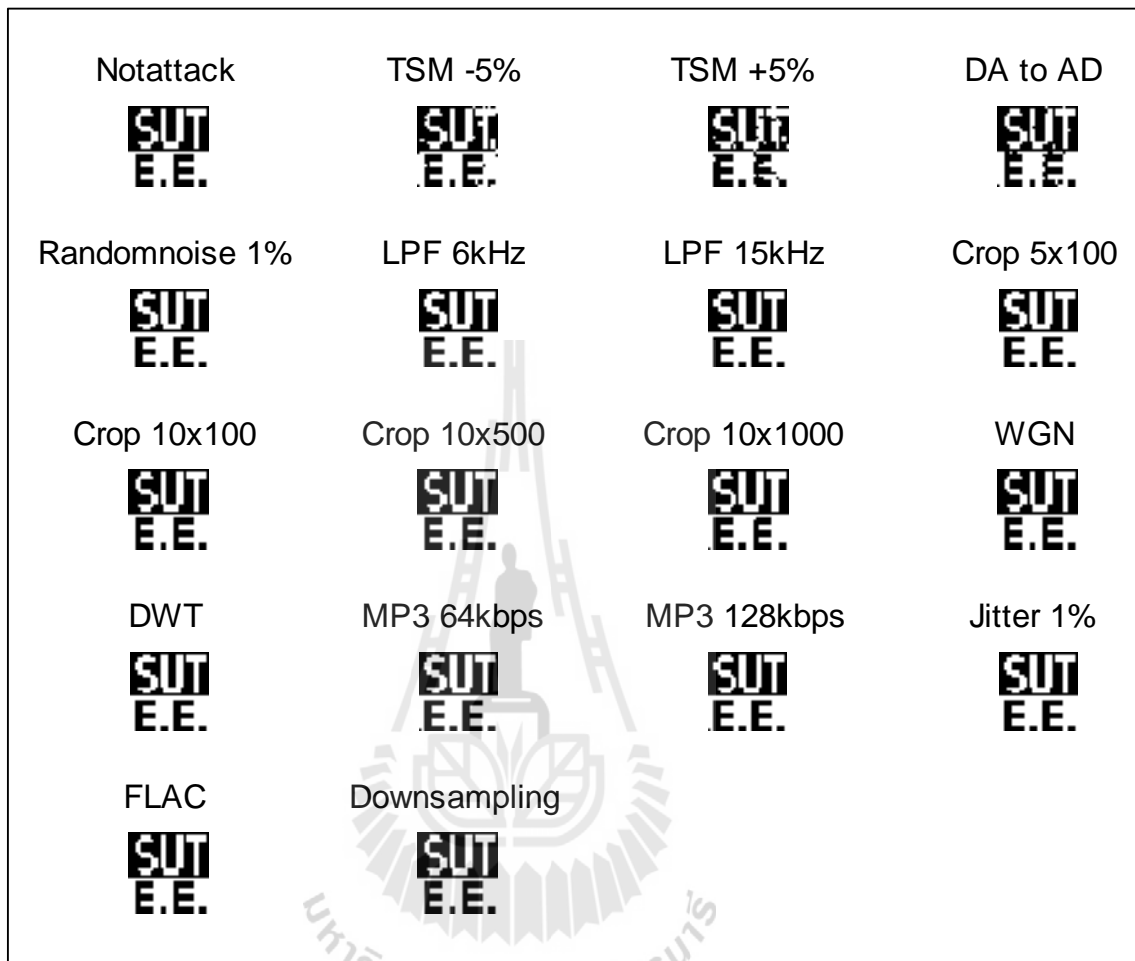 Notattack TSM -5% TSM +5% DA to AD
SUT SUT SUT SUT
E.E. E.E. E.E. E.E.
Randomnoise 1% LPF 6kHz LPF 15kHz Crop 5x100
SUT SUT SUT SUT
E.E. E.E. E.E. E.E.
Crop 10x100 Crop 10x500 Crop 10x1000 WGN
SUT SUT SUT SUT
E.E. E.E. E.E. E.E.
DWT MP3 64kbps MP3 128kbps Jitter 1%
SUT SUT SUT SUT
E.E. E.E. E.E. E.E.
FLAC Downsampling
SUT SUT
E.E. E.E.